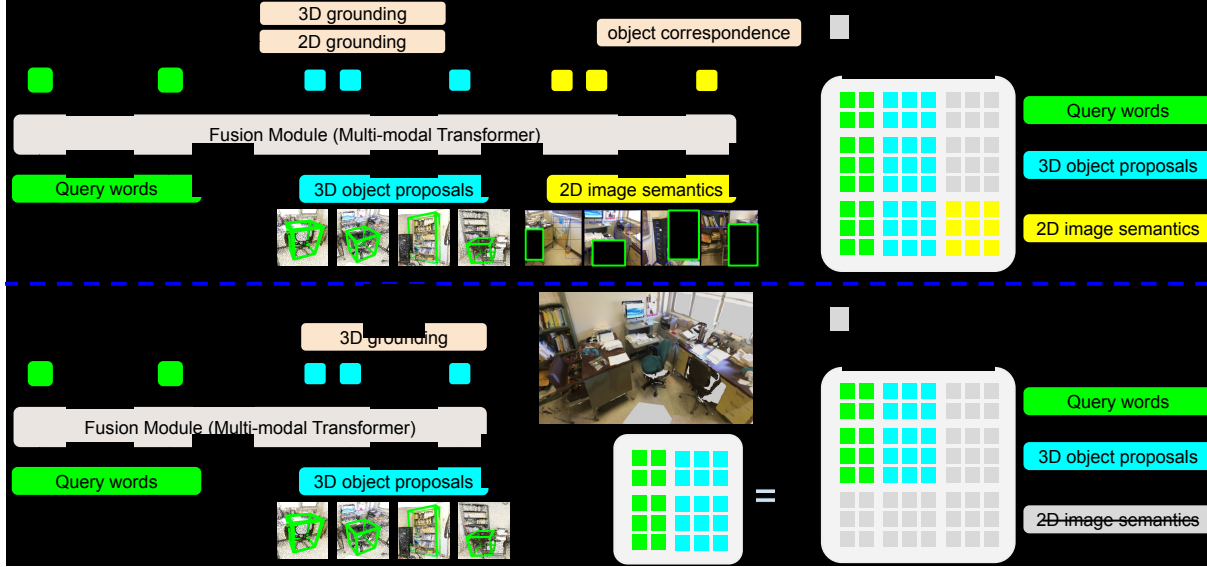 3D grounding
2D grounding
object correspondence
Fusion Module (Multi-modal Transformer)
Query words
3D object proposals
2D image semantics
Query words
3D object proposals
2D image semantics
3D grounding
Fusion Module (Multi-modal Transformer)
Query words
3D object proposals
=
Query words
3D object proposals
2D image semantics